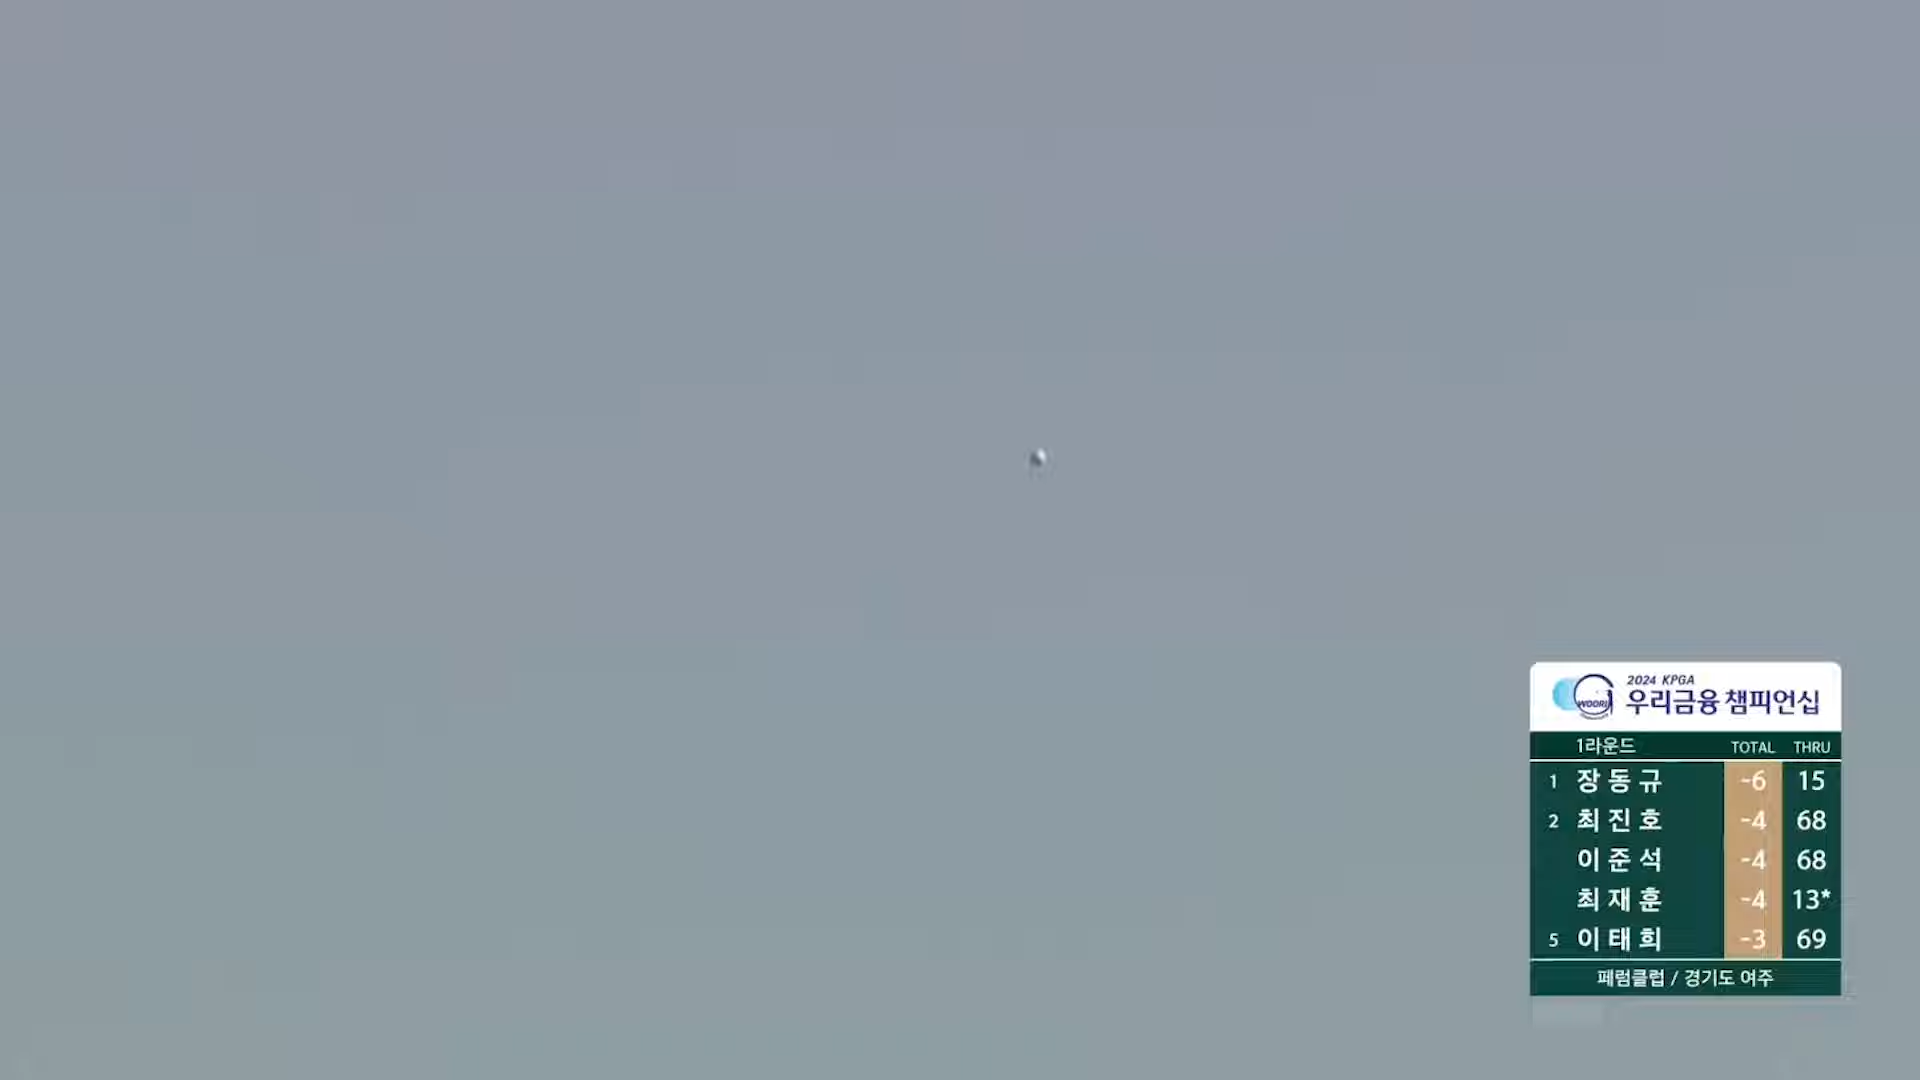 2024 KPGA
WOORI
우리금융 챔피언십
1라운드 TOTAL THRU
1 장동규 -6 15
2 최진호 -4 68
이준석 -4 68
최재훈 -4 13*
5 이태희 -3 69
페럼클럽 / 경기도 여주